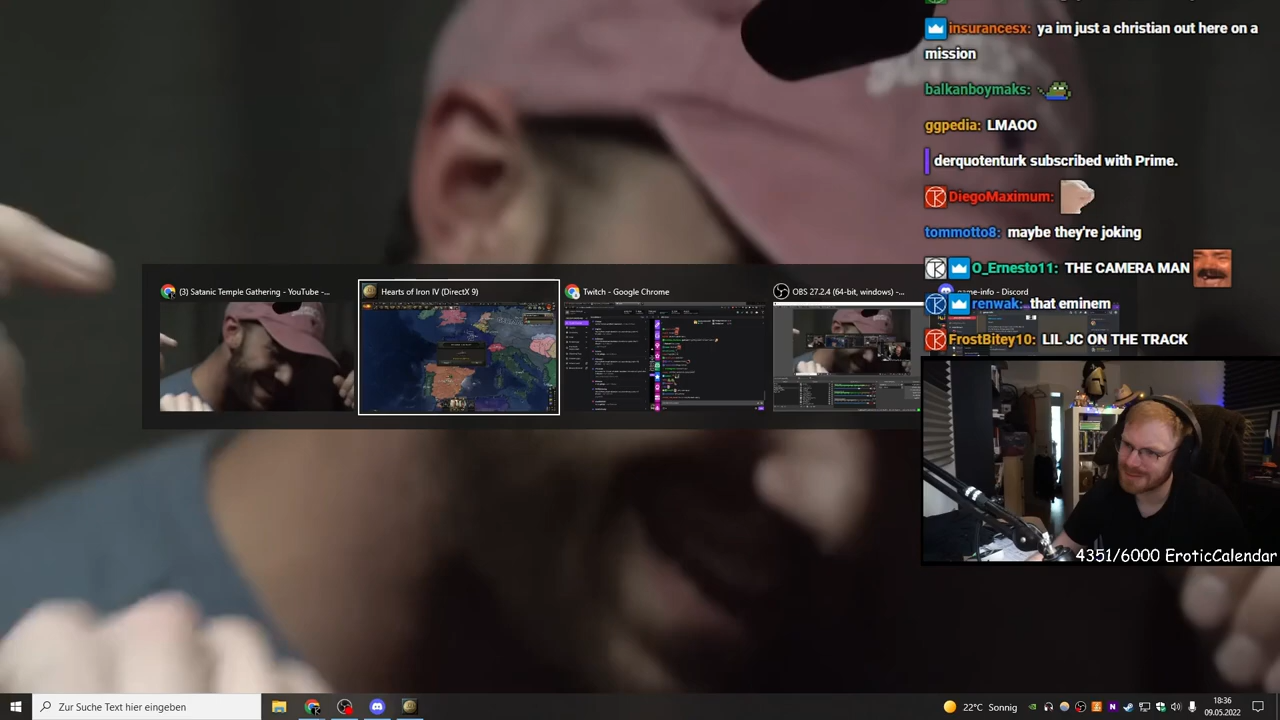 insurancesx: ya im just a christian out here on a
mission
balkanboymaks:
ggpedia: LMAOO
derquotenturk subscribed with Prime.
DiegoMaximum:
tommotto8: maybe they're joking
O_Ernesto11: THE CAMERA MAN
renwak: that eminem
FrostBitey10: LIL JC ON THE TRACK
(3) Satanic Temple Gathering - YouTube -...
Hearts of Iron IV (DirectX 9)
Twitch - Google Chrome
OBS 27.2.4 (64-bit, windows) -...
game-info - Discord
4351/6000 EroticCalendar
Zur Suche Text hier eingeben
22°C Sonnig
18:36
09.05.2022